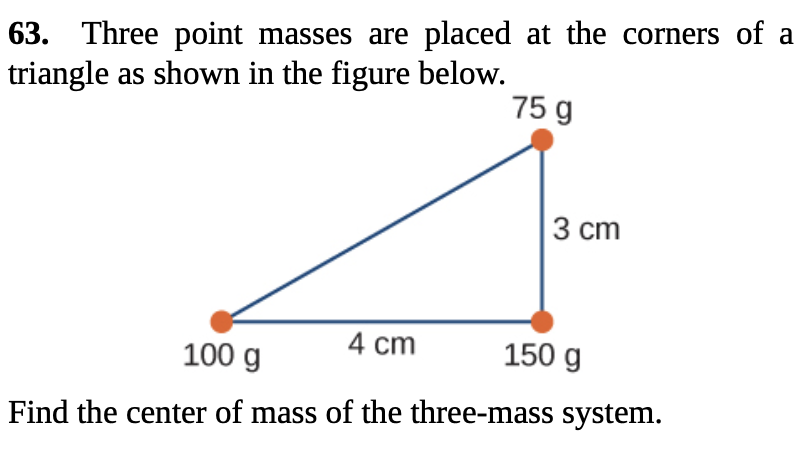 63. Three point masses are placed at the corners of a
triangle as shown in the figure below.
75 g
3 cm
4 cm
100 g
150 g
Find the center of mass of the three-mass system.